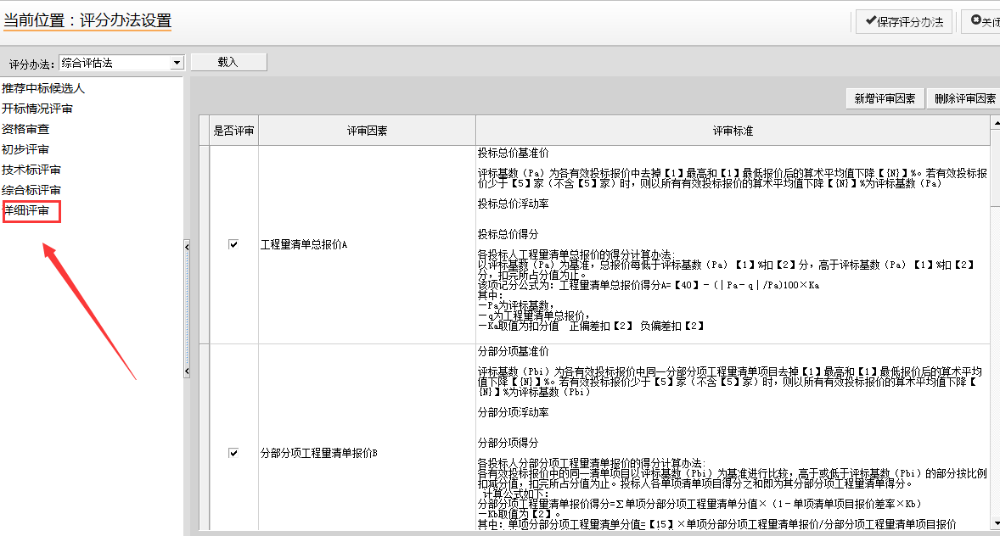 当前位置：评分办法设置
保存评分办法
关闭
评分办法：
综合评估法
载入
推荐中标候选人
开标情况评审
资格审查
初步评审
技术标评审
综合标评审
详细评审
新增评审因素
删除评审因素
是否评审
评审因素
评审标准
工程量清单总报价A
投标总价基准价
评标基数（Pa）为各有效投标报价中去掉【1】最高和【1】最低报价后的算术平均值下降【{N}】%。若有效投标报
价少于【5】家（不含【5】家）时，则以所有有效投标报价的算术平均值下降【{N}】%为评标基数（Pa）
投标总价浮动率
投标总价得分
各投标人工程量清单总报价的得分计算办法：
以评标基数（Pa）为基准，总报价每低于评标基数（Pa）【1】%扣【2】分，高于评标基数（Pa）【1】%扣【2】
分，扣完所占分值为止。
该项记分公式为：工程量清单总报价得分A=【40】－(｜Pa－q｜/Pa)100×Ka
其中：
－Pa为评标基数，
－q为工程量清单总报价，
－Ka取值为扣分值 正偏差扣【2】 负偏差扣【2】
分部分项工程量清单报价B
分部分项基准价
评标基数（Pbi）为各有效投标报价中同一分部分项工程量清单项目去掉【1】最高和【1】最低报价后的算术平均
值下降【{N}】%。若有效投标报价少于【5】家（不含【5】家）时，则以所有有效投标报价的算术平均值下降【
{N}】%为评标基数（Pbi）
分部分项浮动率
分部分项得分
各投标人分部分项工程量清单报价的得分计算办法：
各有效投标报价中的同一清单项目以评标基数（Pbi）为基准进行比较，高于或低于评标基数（Pbi）的部分按比例
扣减分值，扣完所占分值为止。投标人各单项清单项目得分之和即为其分部分项工程量清单得分。
计算公式如下：
分部分项工程量清单报价得分=Σ单项分部分项工程量清单分值×（1－单项清单项目报价差率×Kb）
－Kb取值为【2】。
其中：单项分部分项工程量清单分值=【15】×单项分部分项工程量清单报价/分部分项工程量清单项目报价